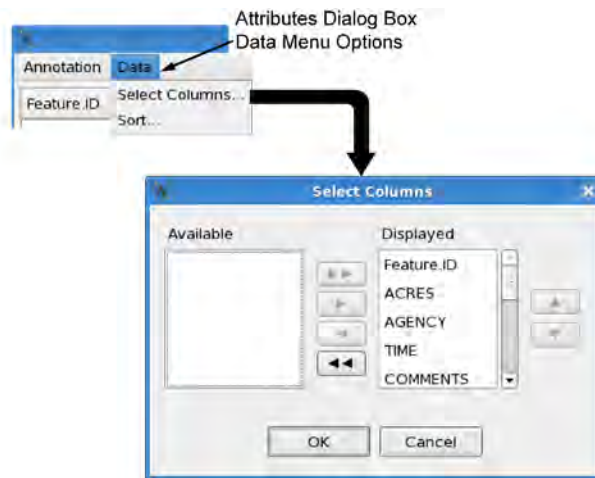 Attributes Dialog Box
Data Menu Options
Annotation Data
Feature.ID
Select Columns...
Sort...
Select Columns
Available
Displayed
Feature.ID
ACRES
AGENCY
TIME
COMMENTS
OK
Cancel